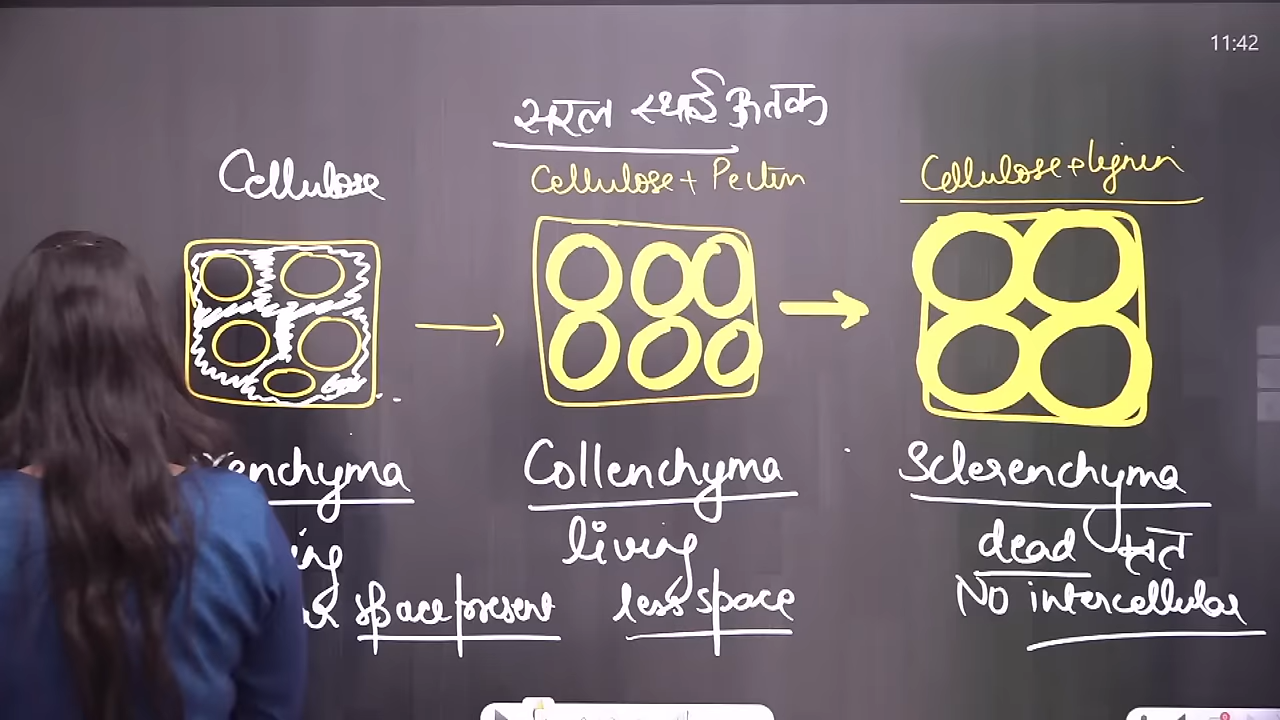 11:42
सरल स्थाई ऊतक
Cellulose
Cellulose + Pectin
Cellulose + lignin
enchyma
Collenchyma
Sclerenchyma
ing
living
dead मृत
space present
less space
No intercellular